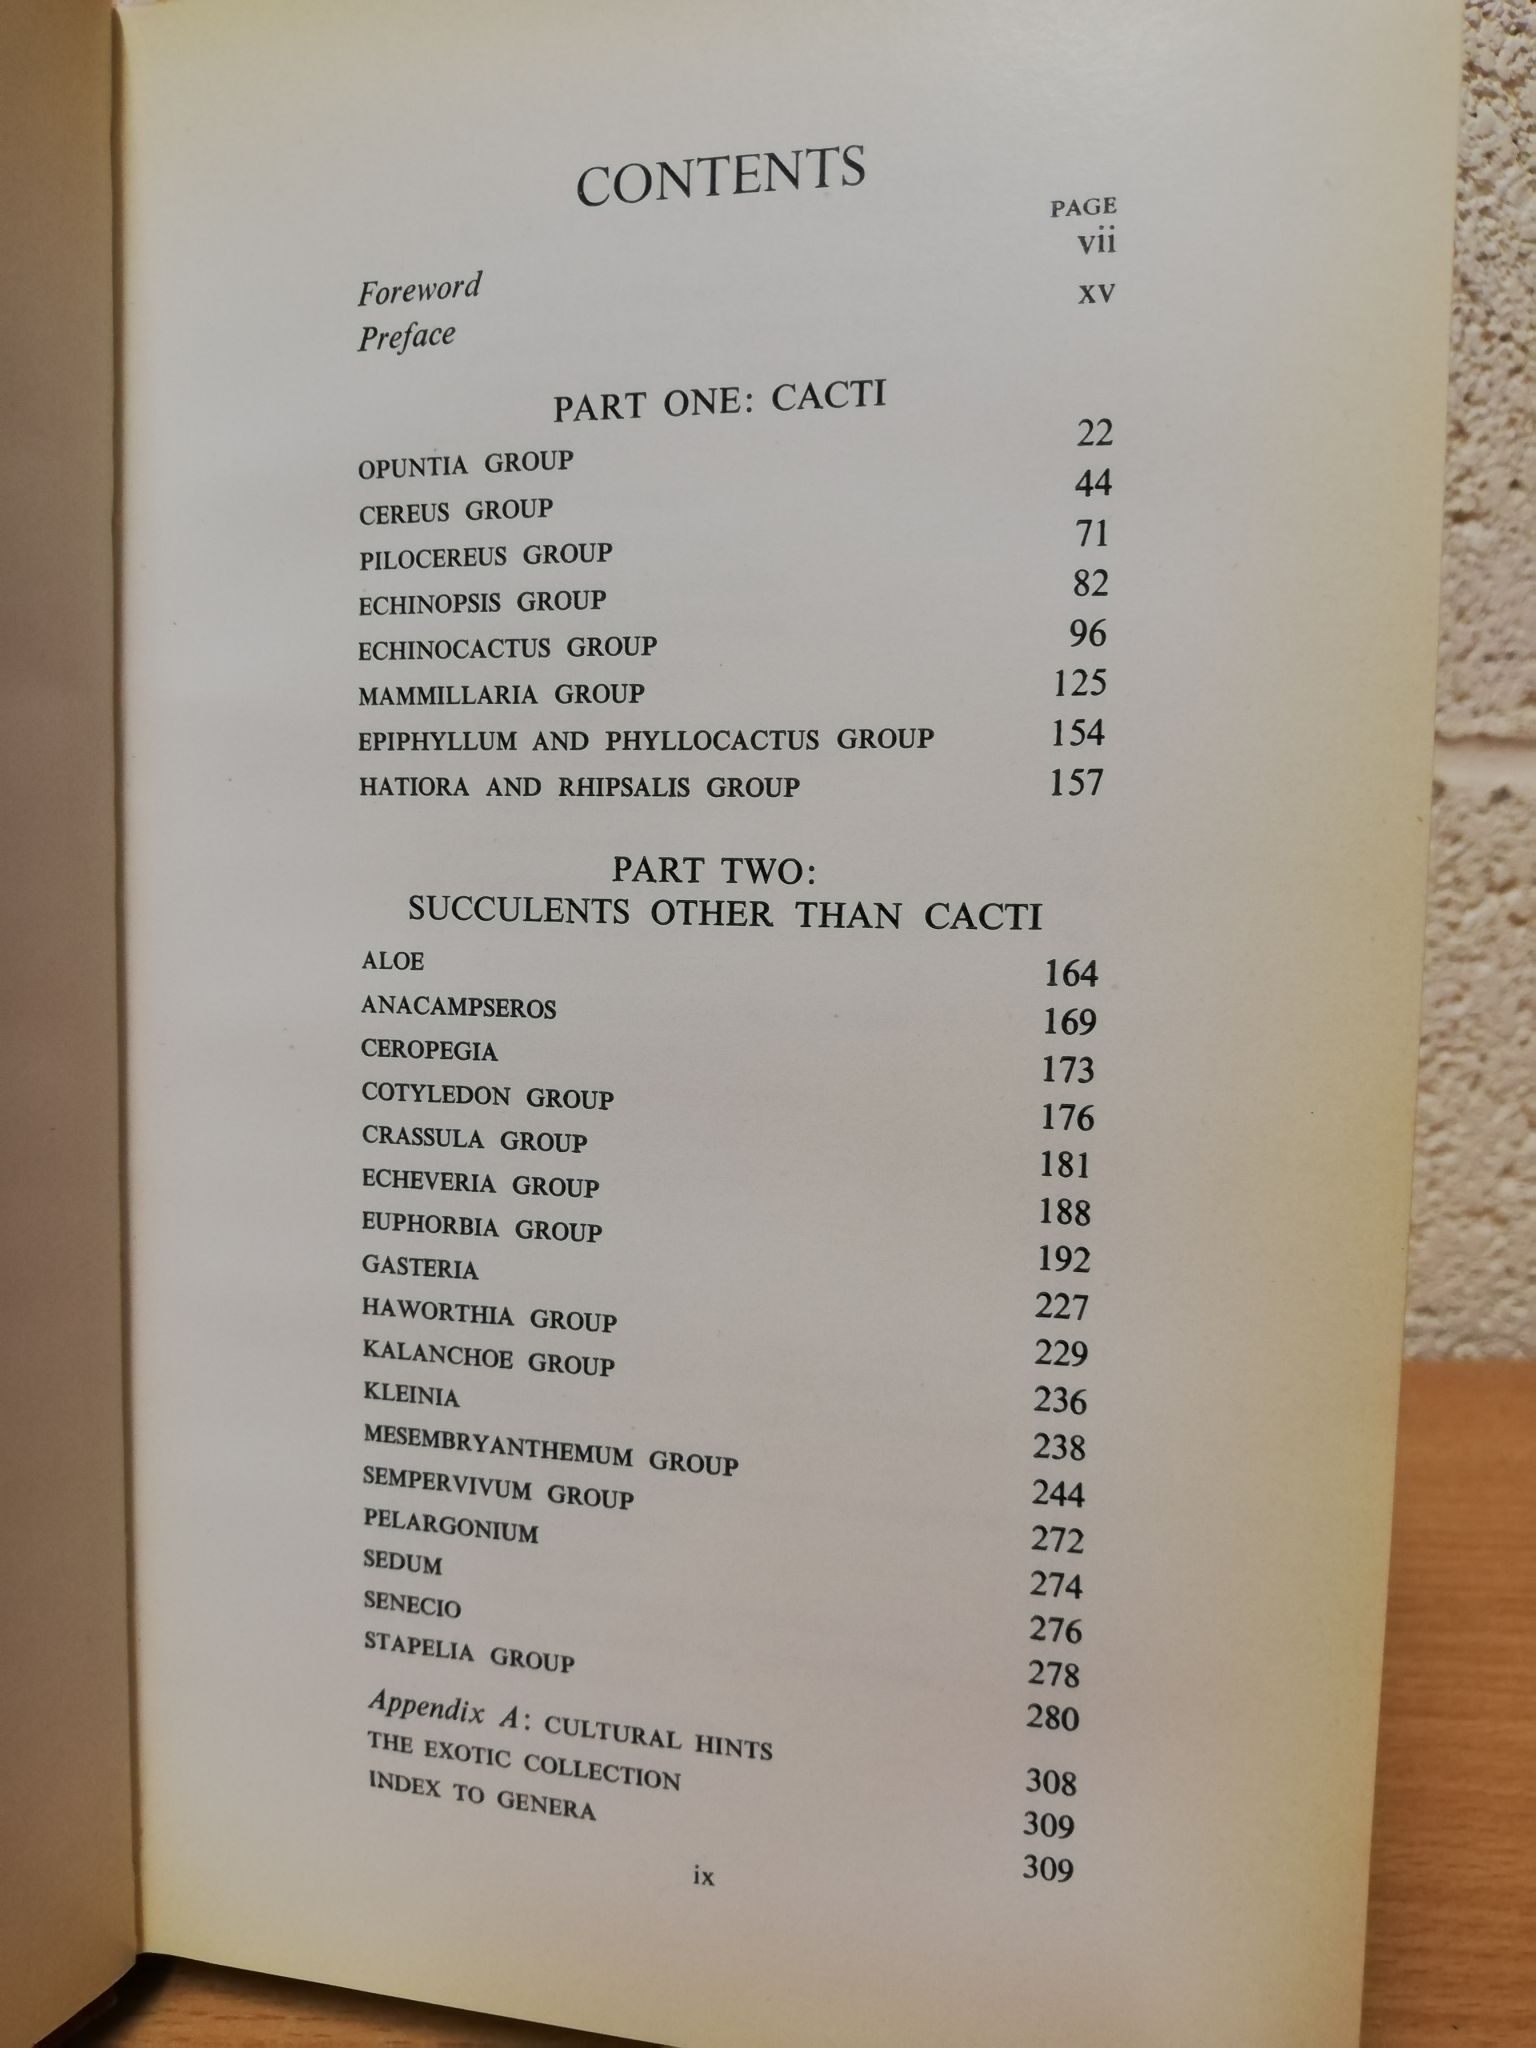 CONTENTS
PAGE
Foreword vii
Preface xv
PART ONE: CACTI
OPUNTIA GROUP 22
CEREUS GROUP 44
PILOCEREUS GROUP 71
ECHINOPSIS GROUP 82
ECHINOCACTUS GROUP 96
MAMMILLARIA GROUP 125
EPIPHYLLUM AND PHYLLOCACTUS GROUP 154
HATIORA AND RHIPSALIS GROUP 157
PART TWO:
SUCCULENTS OTHER THAN CACTI
ALOE 164
ANACAMPSEROS 169
CEROPEGIA 173
COTYLEDON GROUP 176
CRASSULA GROUP 181
ECHEVERIA GROUP 188
EUPHORBIA GROUP 192
GASTERIA 227
HAWORTHIA GROUP 229
KALANCHOE GROUP 236
KLEINIA 238
MESEMBRYANTHEMUM GROUP 244
SEMPERVIVUM GROUP 272
PELARGONIUM 274
SEDUM 276
SENECIO 278
STAPELIA GROUP 280
Appendix A: CULTURAL HINTS 308
THE EXOTIC COLLECTION 309
INDEX TO GENERA 309
ix